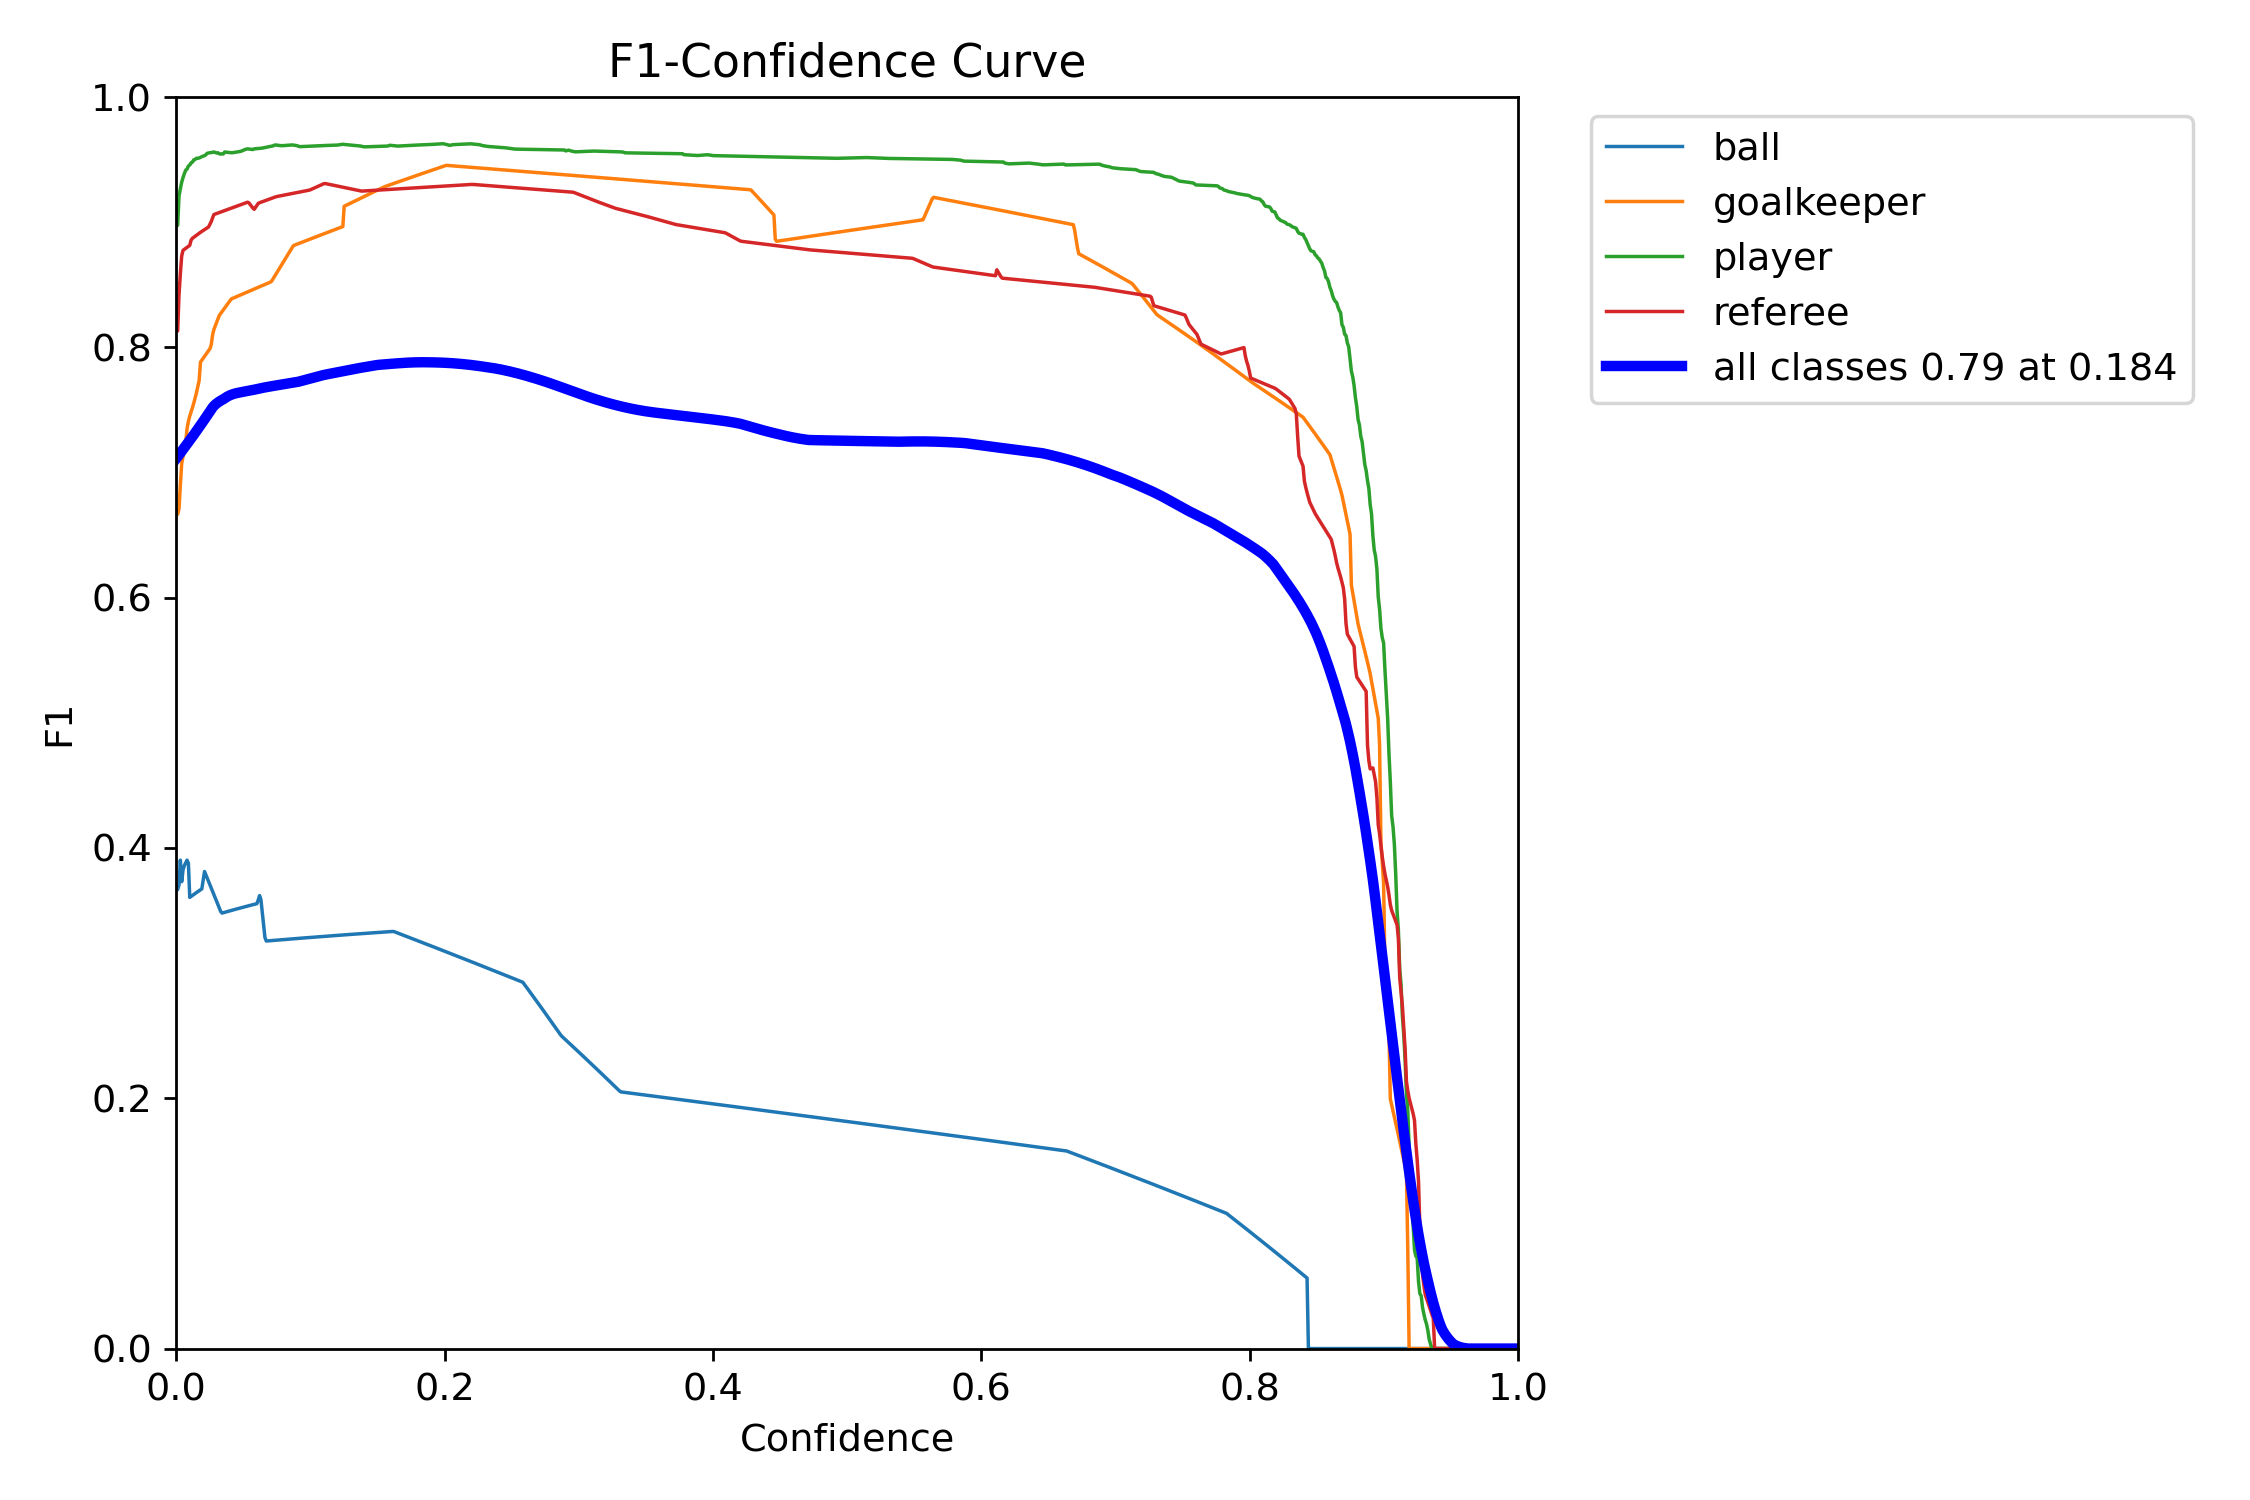 F1-Confidence Curve
1.0
0.8
0.6
0.4
0.2
0.0
F1
0.0 0.2 0.4 0.6 0.8 1.0
Confidence
ball
goalkeeper
player
referee
all classes 0.79 at 0.184